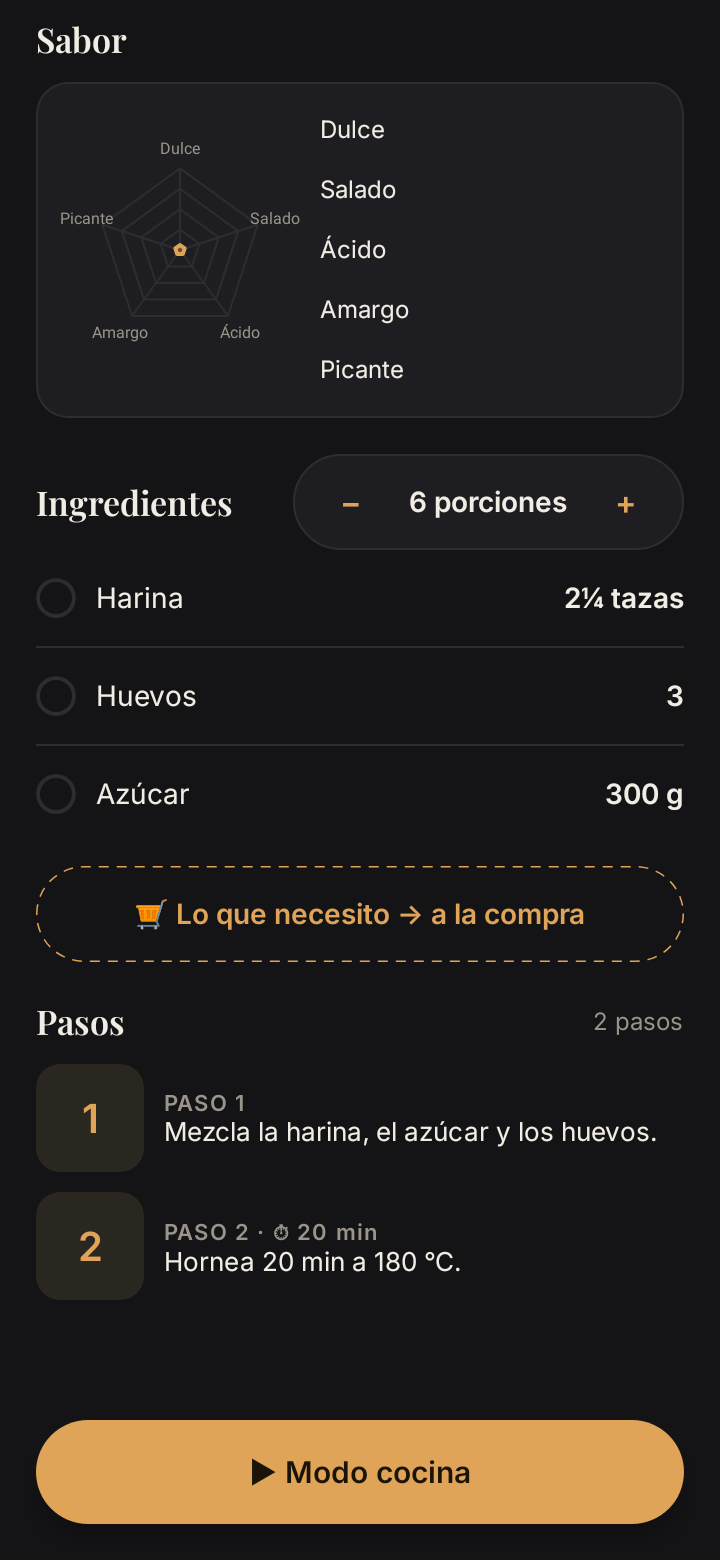 Sabor
Dulce
Picante
Salado
Amargo
Ácido
Dulce
Salado
Ácido
Amargo
Picante
Ingredientes
– 6 porciones +
Harina 2¼ tazas
Huevos 3
Azúcar 300 g
🛒 Lo que necesito → a la compra
Pasos 2 pasos
1
PASO 1
Mezcla la harina, el azúcar y los huevos.
2
PASO 2 · ⏱ 20 min
Hornea 20 min a 180 °C.
▶ Modo cocina